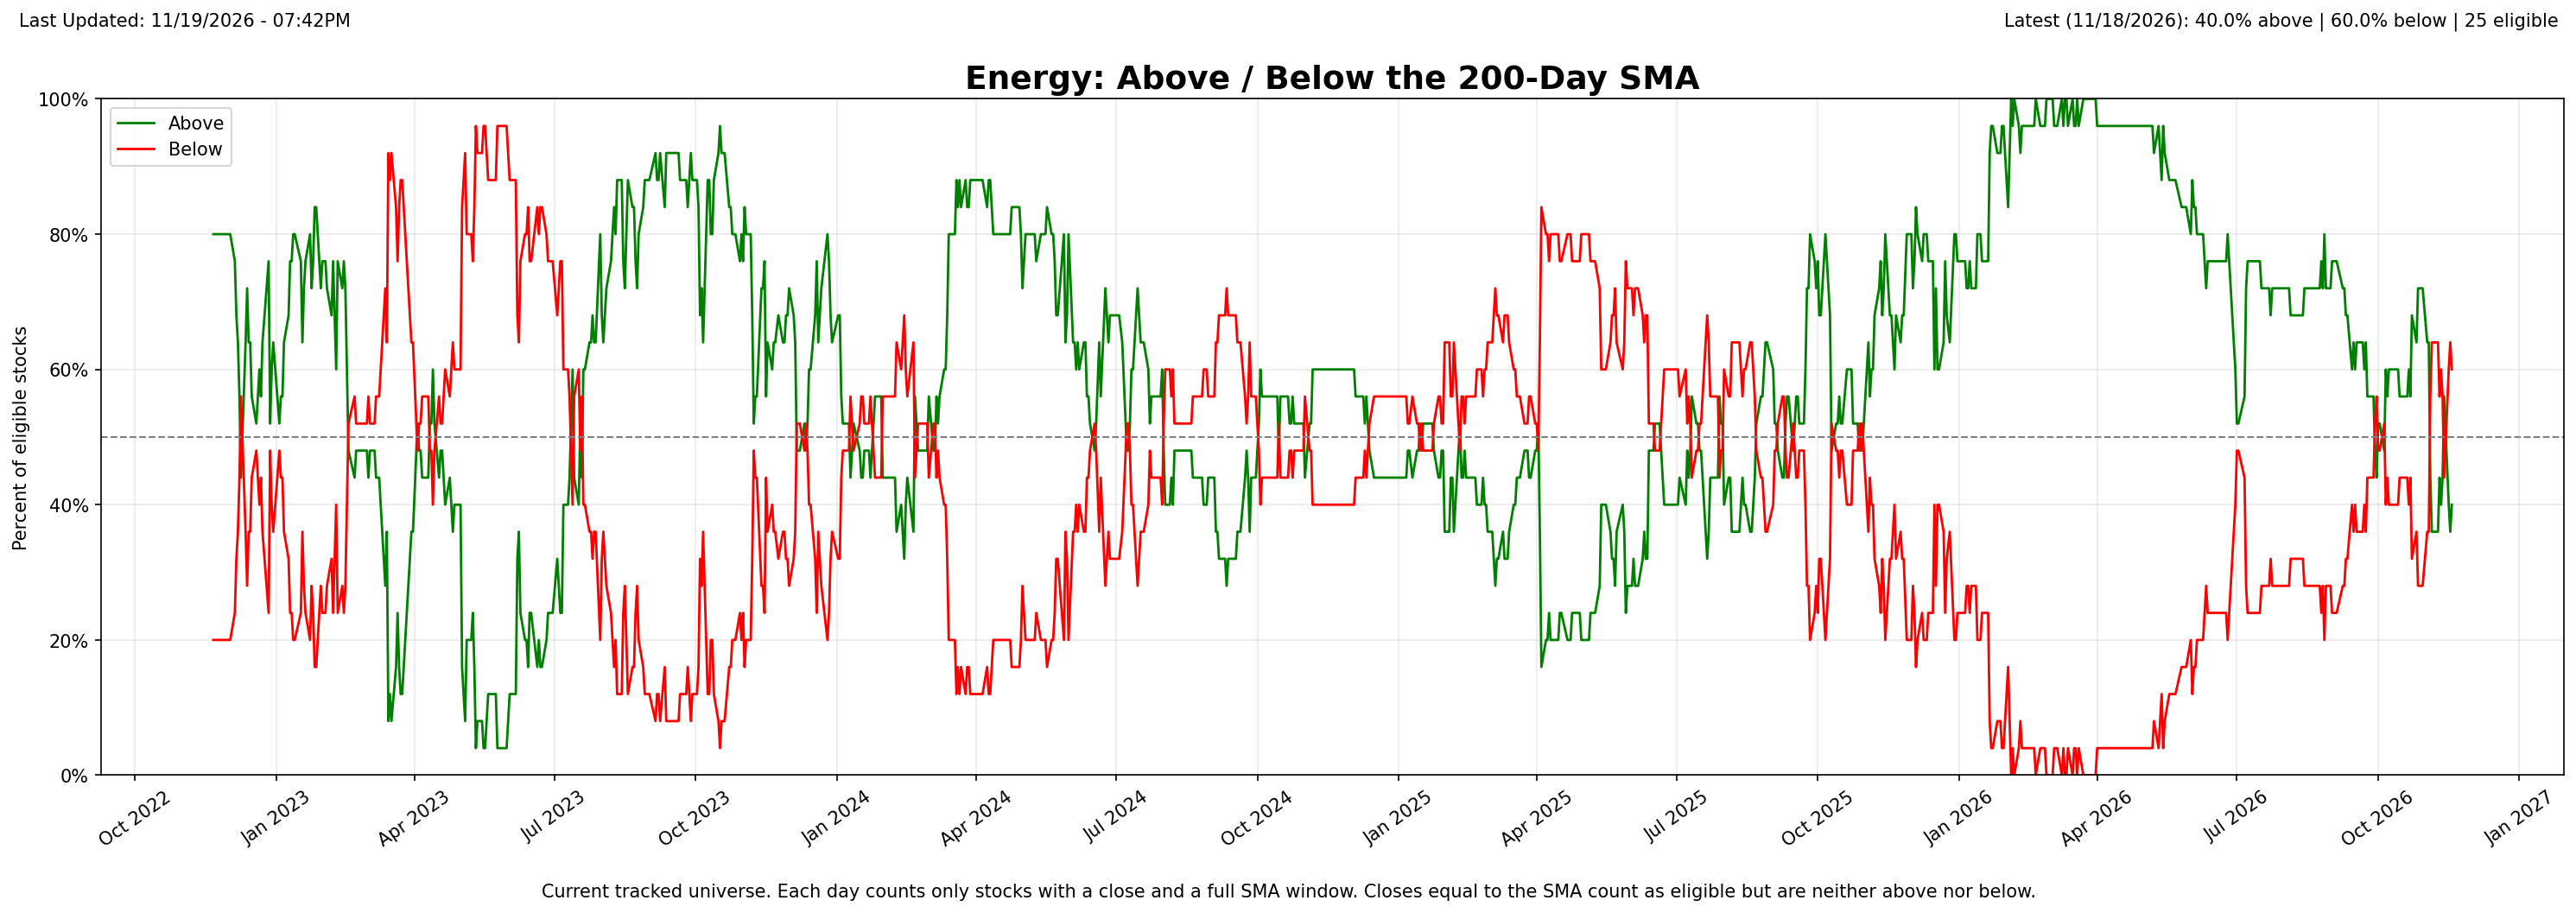 Last Updated: 11/19/2026 - 07:42PM
Latest (11/18/2026): 40.0% above | 60.0% below | 25 eligible
Energy: Above / Below the 200-Day SMA
Above
Below
Percent of eligible stocks
100%
80%
60%
40%
20%
0%
Oct 2022
Jan 2023
Apr 2023
Jul 2023
Oct 2023
Jan 2024
Apr 2024
Jul 2024
Oct 2024
Jan 2025
Apr 2025
Jul 2025
Oct 2025
Jan 2026
Apr 2026
Jul 2026
Oct 2026
Jan 2027
Current tracked universe. Each day counts only stocks with a close and a full SMA window. Closes equal to the SMA count as eligible but are neither above nor below.